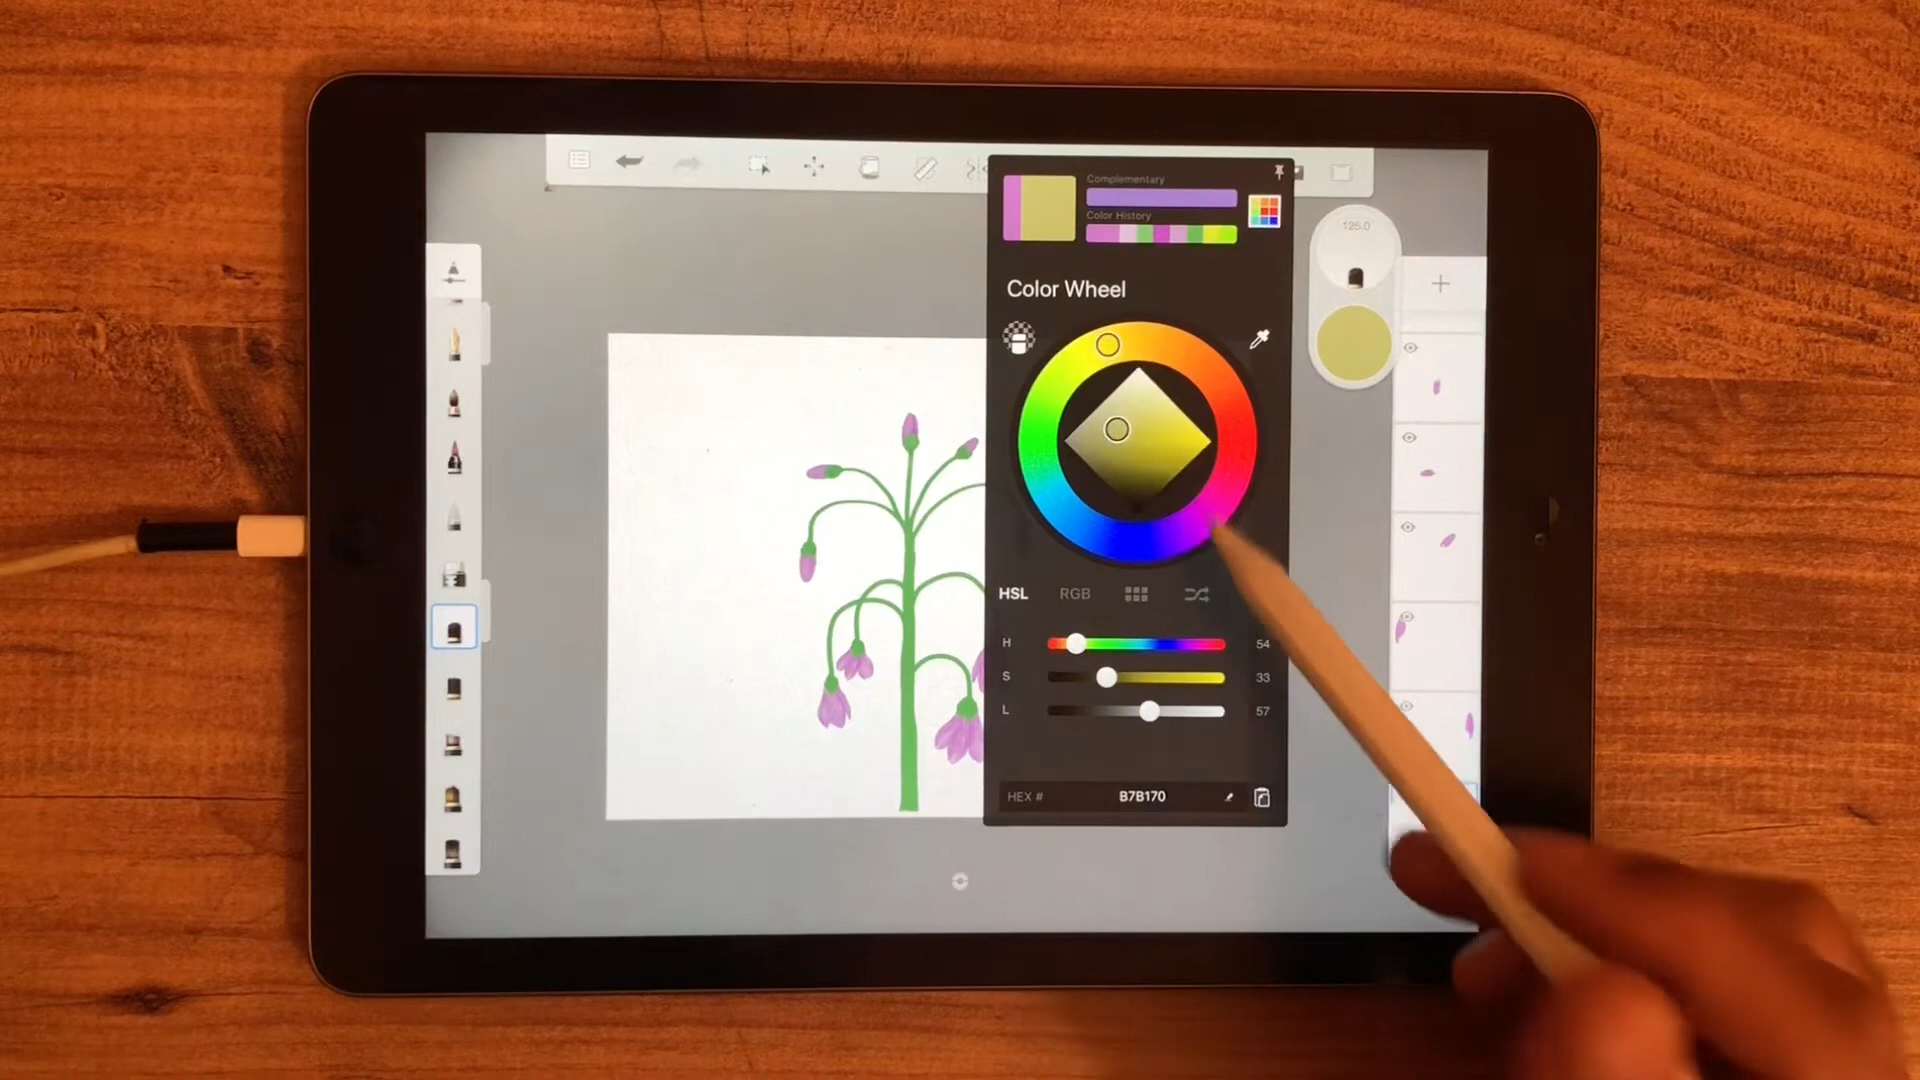 Complementary
Color History
125.0
Color Wheel
HSL RGB
H 54
S 33
L 57
HEX # B7B170